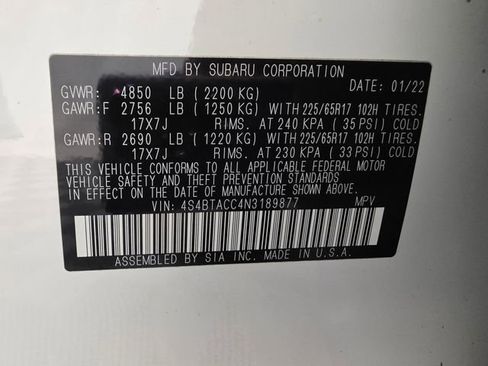 MFD BY SUBARU CORPORATION
DATE: 01/22
GVWR: 4850 LB (2200 KG)
GAWR:F 2756 LB (1250 KG) WITH 225/65R17 102H TIRES.
17X7J RIMS. AT 240 KPA (35 PSI) COLD
GAWR:R 2690 LB (1220 KG) WITH 225/65R17 102H TIRES.
17X7J RIMS. AT 230 KPA (33 PSI) COLD
THIS VEHICLE CONFORMS TO ALL APPLICABLE FEDERAL MOTOR
VEHICLE SAFETY AND THEFT PREVENTION STANDARDS IN
EFFECT ON THE DATE OF MANUFACTURE SHOWN ABOVE.
VIN: 4S4BTACC4N3189877 MPV
ASSEMBLED BY SIA INC. MADE IN U.S.A.